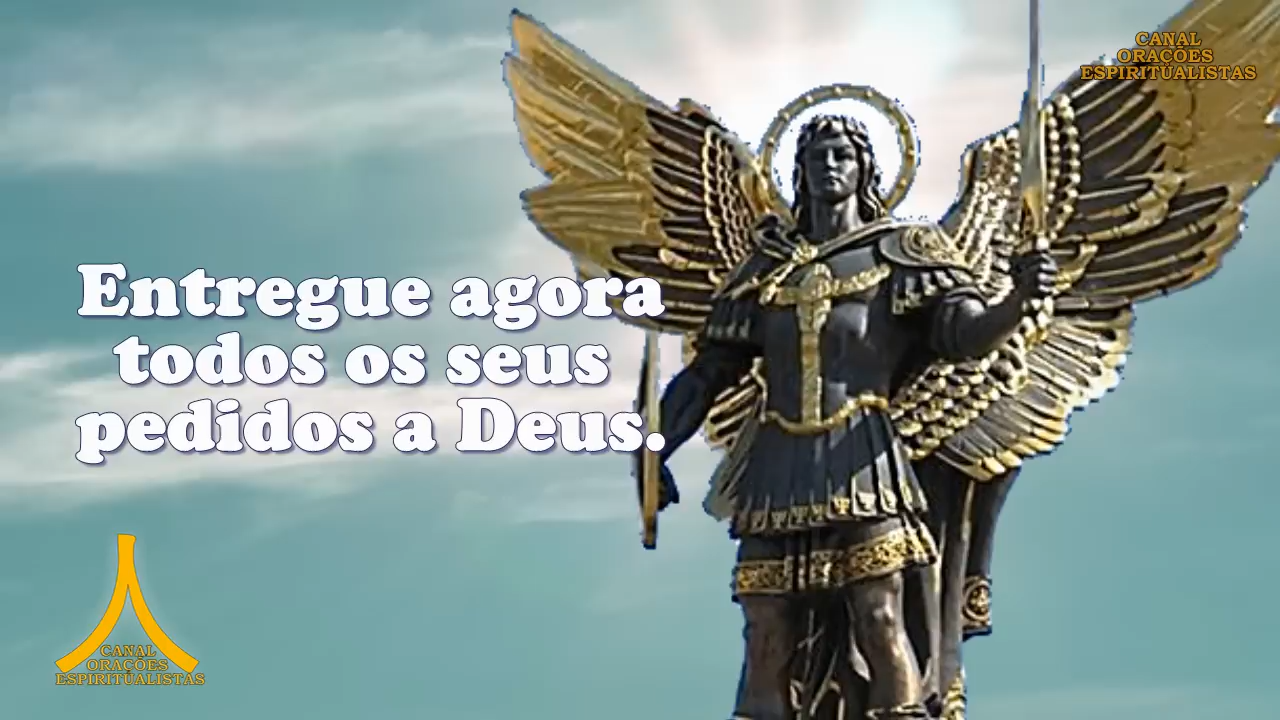 CANAL
ORAÇÕES
ESPIRITUALISTAS
Entregue agora
todos os seus
pedidos a Deus.
CANAL
ORAÇÕES
ESPIRITUALISTAS